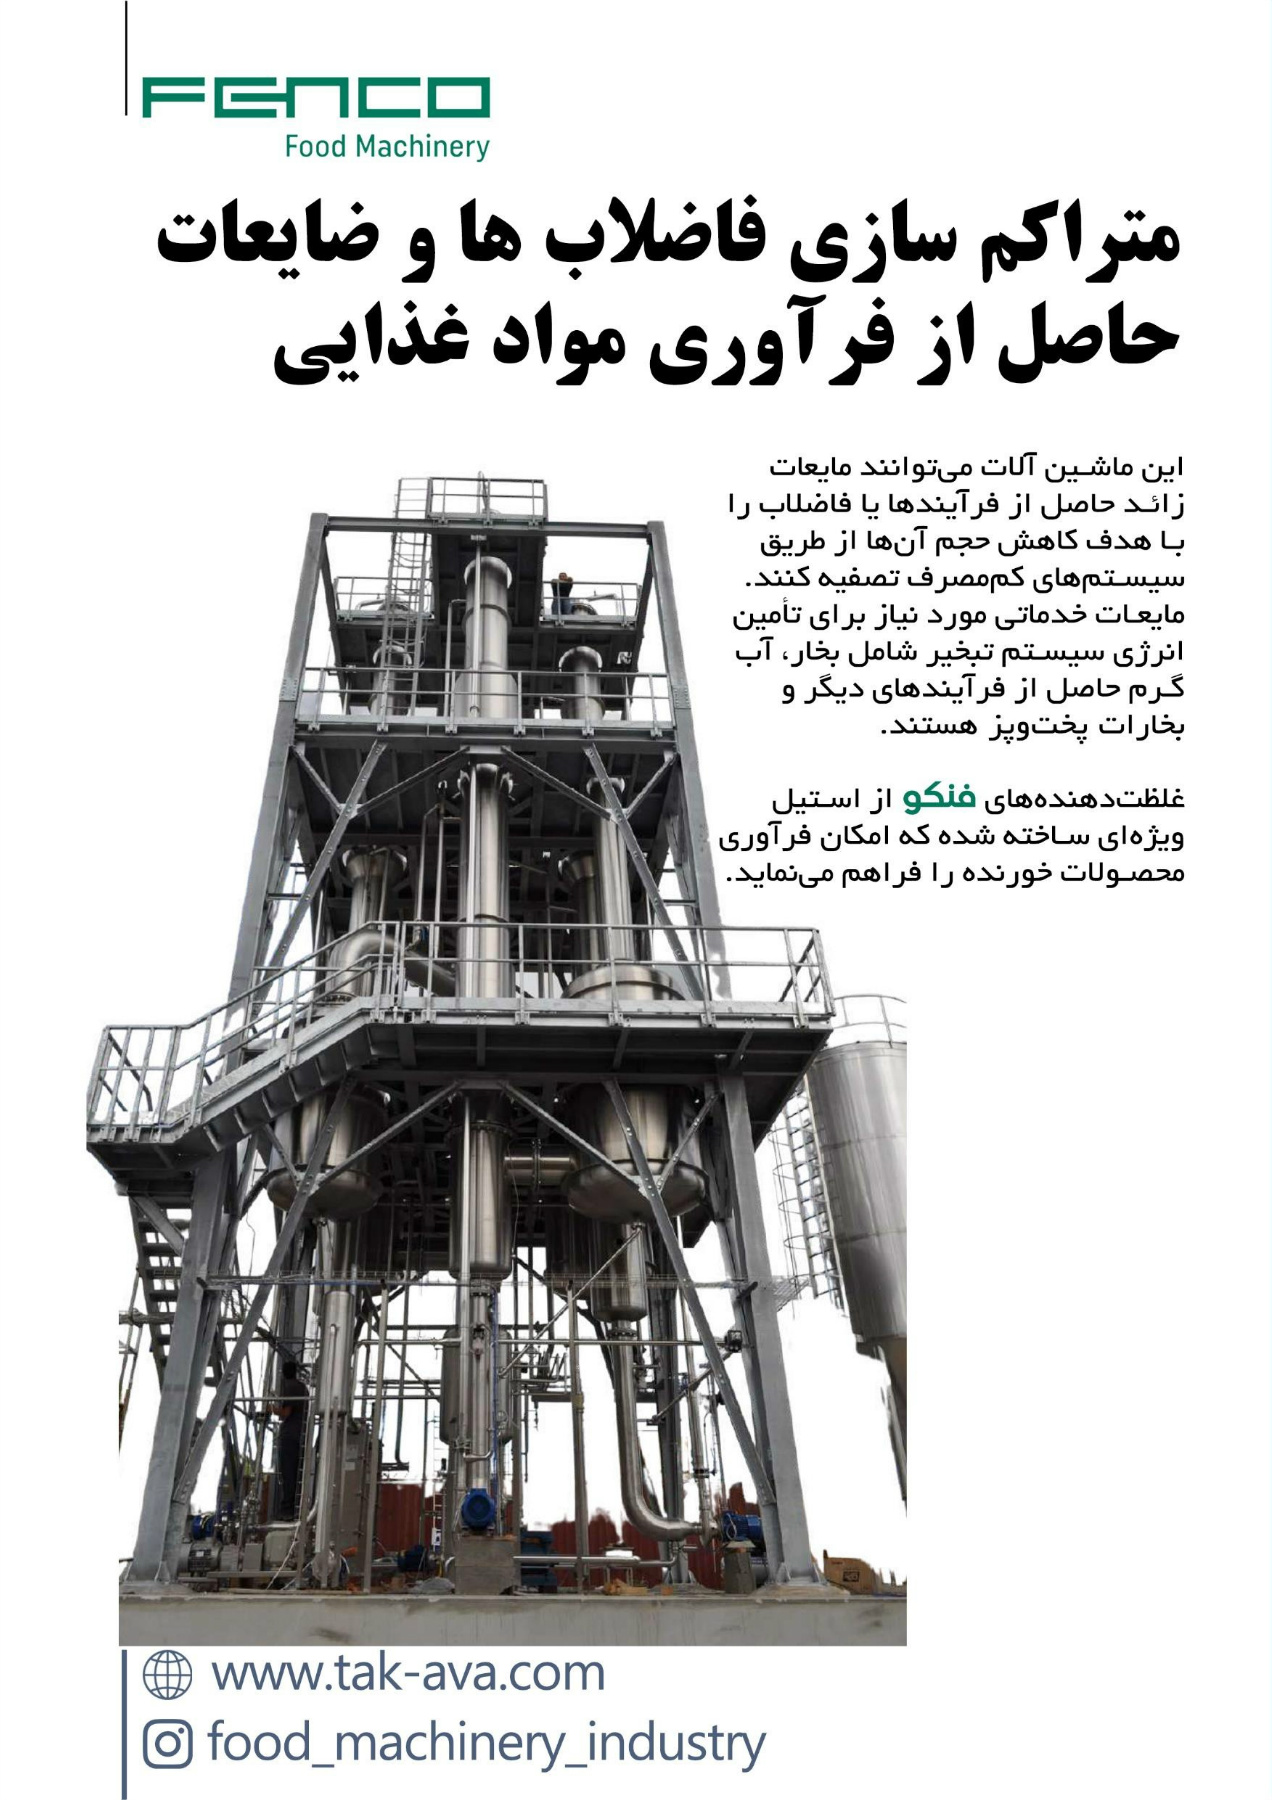 FENCO
Food Machinery
متراکم سازی فاضلاب ها و ضایعات
حاصل از فرآوری مواد غذایی
این ماشین آلات می‌توانند مایعات
زائد حاصل از فرآیندها یا فاضلاب را
با هدف کاهش حجم آن‌ها از طریق
سیستم‌های کم‌مصرف تصفیه کنند.
مایعات خدماتی مورد نیاز برای تأمین
انرژی سیستم تبخیر شامل بخار، آب
گرم حاصل از فرآیندهای دیگر و
بخارات پخت‌وپز هستند.
غلظت‌دهنده‌های فنکو از استیل
ویژه‌ای ساخته شده که امکان فرآوری
محصولات خورنده را فراهم می‌نماید.
www.tak-ava.com
food_machinery_industry